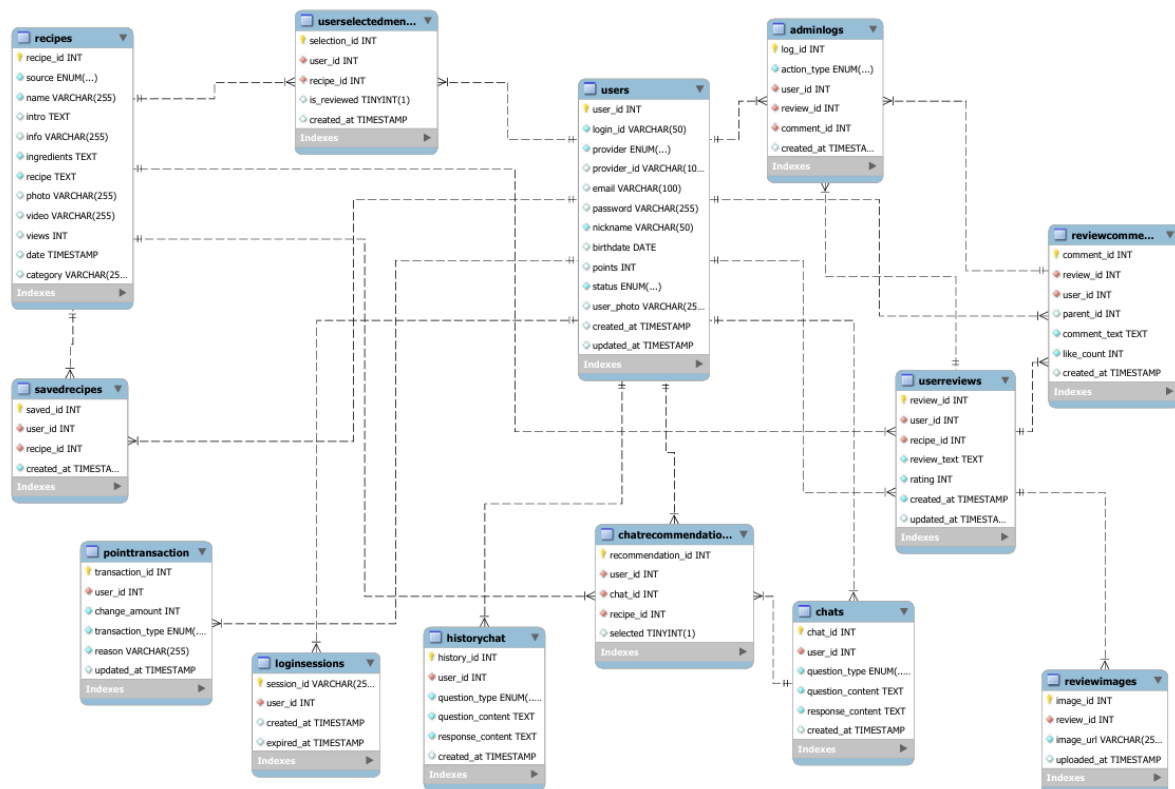 recipes
recipe_id INT
source ENUM(...)
name VARCHAR(255)
intro TEXT
info VARCHAR(255)
ingredients TEXT
recipe TEXT
photo VARCHAR(255)
video VARCHAR(255)
views INT
date TIMESTAMP
category VARCHAR(25...
Indexes
userselectedmen...
selection_id INT
user_id INT
recipe_id INT
is_reviewed TINYINT(1)
created_at TIMESTAMP
Indexes
users
user_id INT
login_id VARCHAR(50)
provider ENUM(...)
provider_id VARCHAR(10...
email VARCHAR(100)
password VARCHAR(255)
nickname VARCHAR(50)
birthdate DATE
points INT
status ENUM(...)
user_photo VARCHAR(25...
created_at TIMESTAMP
updated_at TIMESTAMP
Indexes
adminlogs
log_id INT
action_type ENUM(...)
user_id INT
review_id INT
comment_id INT
created_at TIMESTA...
Indexes
reviewcomme...
comment_id INT
review_id INT
user_id INT
parent_id INT
comment_text TEXT
like_count INT
created_at TIMESTAMP
Indexes
savedrecipes
saved_id INT
user_id INT
recipe_id INT
created_at TIMESTA...
Indexes
userreviews
review_id INT
user_id INT
recipe_id INT
review_text TEXT
rating INT
created_at TIMESTAMP
updated_at TIMESTA...
Indexes
pointtransaction
transaction_id INT
user_id INT
change_amount INT
transaction_type ENUM(....
reason VARCHAR(255)
updated_at TIMESTAMP
Indexes
loginsessions
session_id VARCHAR(25...
user_id INT
created_at TIMESTAMP
expired_at TIMESTAMP
Indexes
historychat
history_id INT
user_id INT
question_type ENUM(.....
question_content TEXT
response_content TEXT
created_at TIMESTAMP
Indexes
chatrecommendatio...
recommendation_id INT
user_id INT
chat_id INT
recipe_id INT
selected TINYINT(1)
Indexes
chats
chat_id INT
user_id INT
question_type ENUM(...
question_content TEXT
response_content TEXT
created_at TIMESTAMP
Indexes
reviewimages
image_id INT
review_id INT
image_url VARCHAR(25...
uploaded_at TIMESTAMP
Indexes